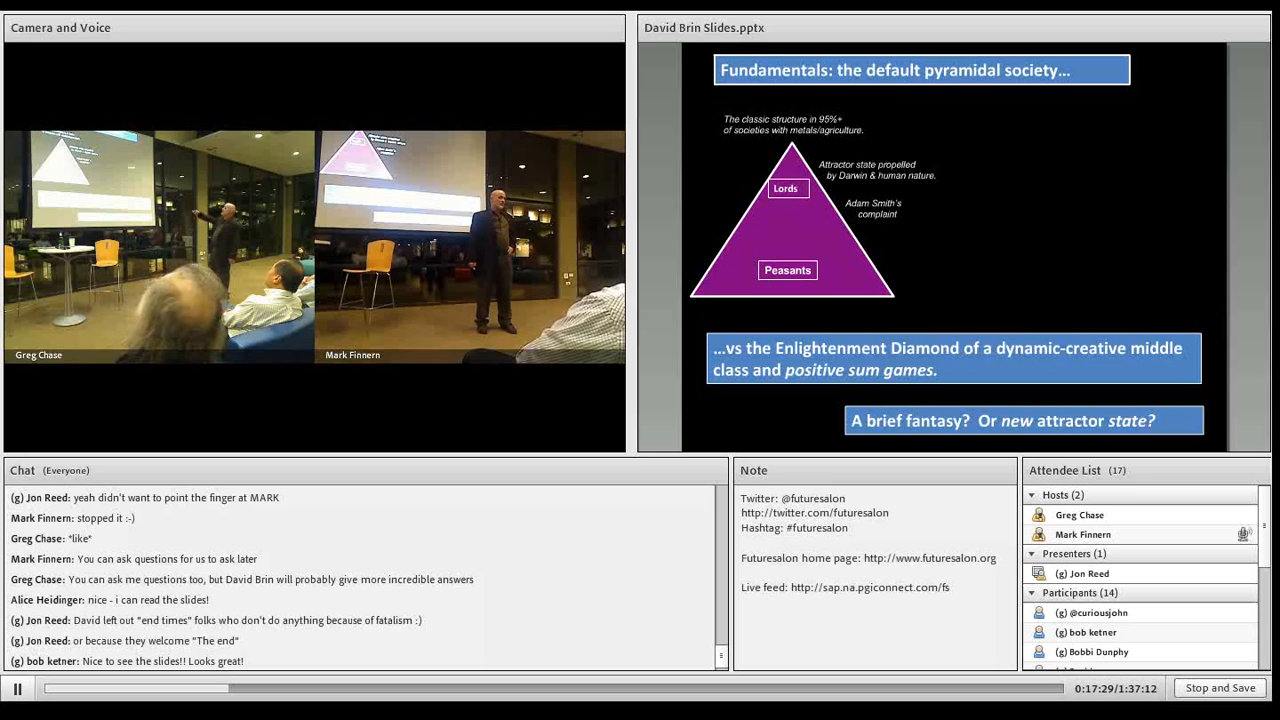 Camera and Voice
Greg Chase
Mark Finnern
David Brin Slides.pptx
Fundamentals: the default pyramidal society…
The classic structure in 95%+
of societies with metals/agriculture.
Attractor state propelled
by Darwin & human nature.
Lords
Adam Smith's
complaint
Peasants
…vs the Enlightenment Diamond of a dynamic-creative middle
class and positive sum games.
A brief fantasy? Or new attractor state?
Chat (Everyone)
(g) Jon Reed: yeah didn't want to point the finger at MARK
Mark Finnern: stopped it :-)
Greg Chase: *like*
Mark Finnern: You can ask questions for us to ask later
Greg Chase: You can ask me questions too, but David Brin will probably give more incredible answers
Alice Heidinger: nice - i can read the slides!
(g) Jon Reed: David left out "end times" folks who don't do anything because of fatalism :)
(g) Jon Reed: or because they welcome "The end"
(g) bob ketner: Nice to see the slides!! Looks great!
Note
Twitter: @futuresalon
http://twitter.com/futuresalon
Hashtag: #futuresalon
Futuresalon home page: http://www.futuresalon.org
Live feed: http://sap.na.pgiconnect.com/fs
Attendee List (17)
Hosts (2)
Greg Chase
Mark Finnern
Presenters (1)
(g) Jon Reed
Participants (14)
(g) @curiousjohn
(g) bob ketner
(g) Bobbi Dunphy
0:17:29/1:37:12
Stop and Save